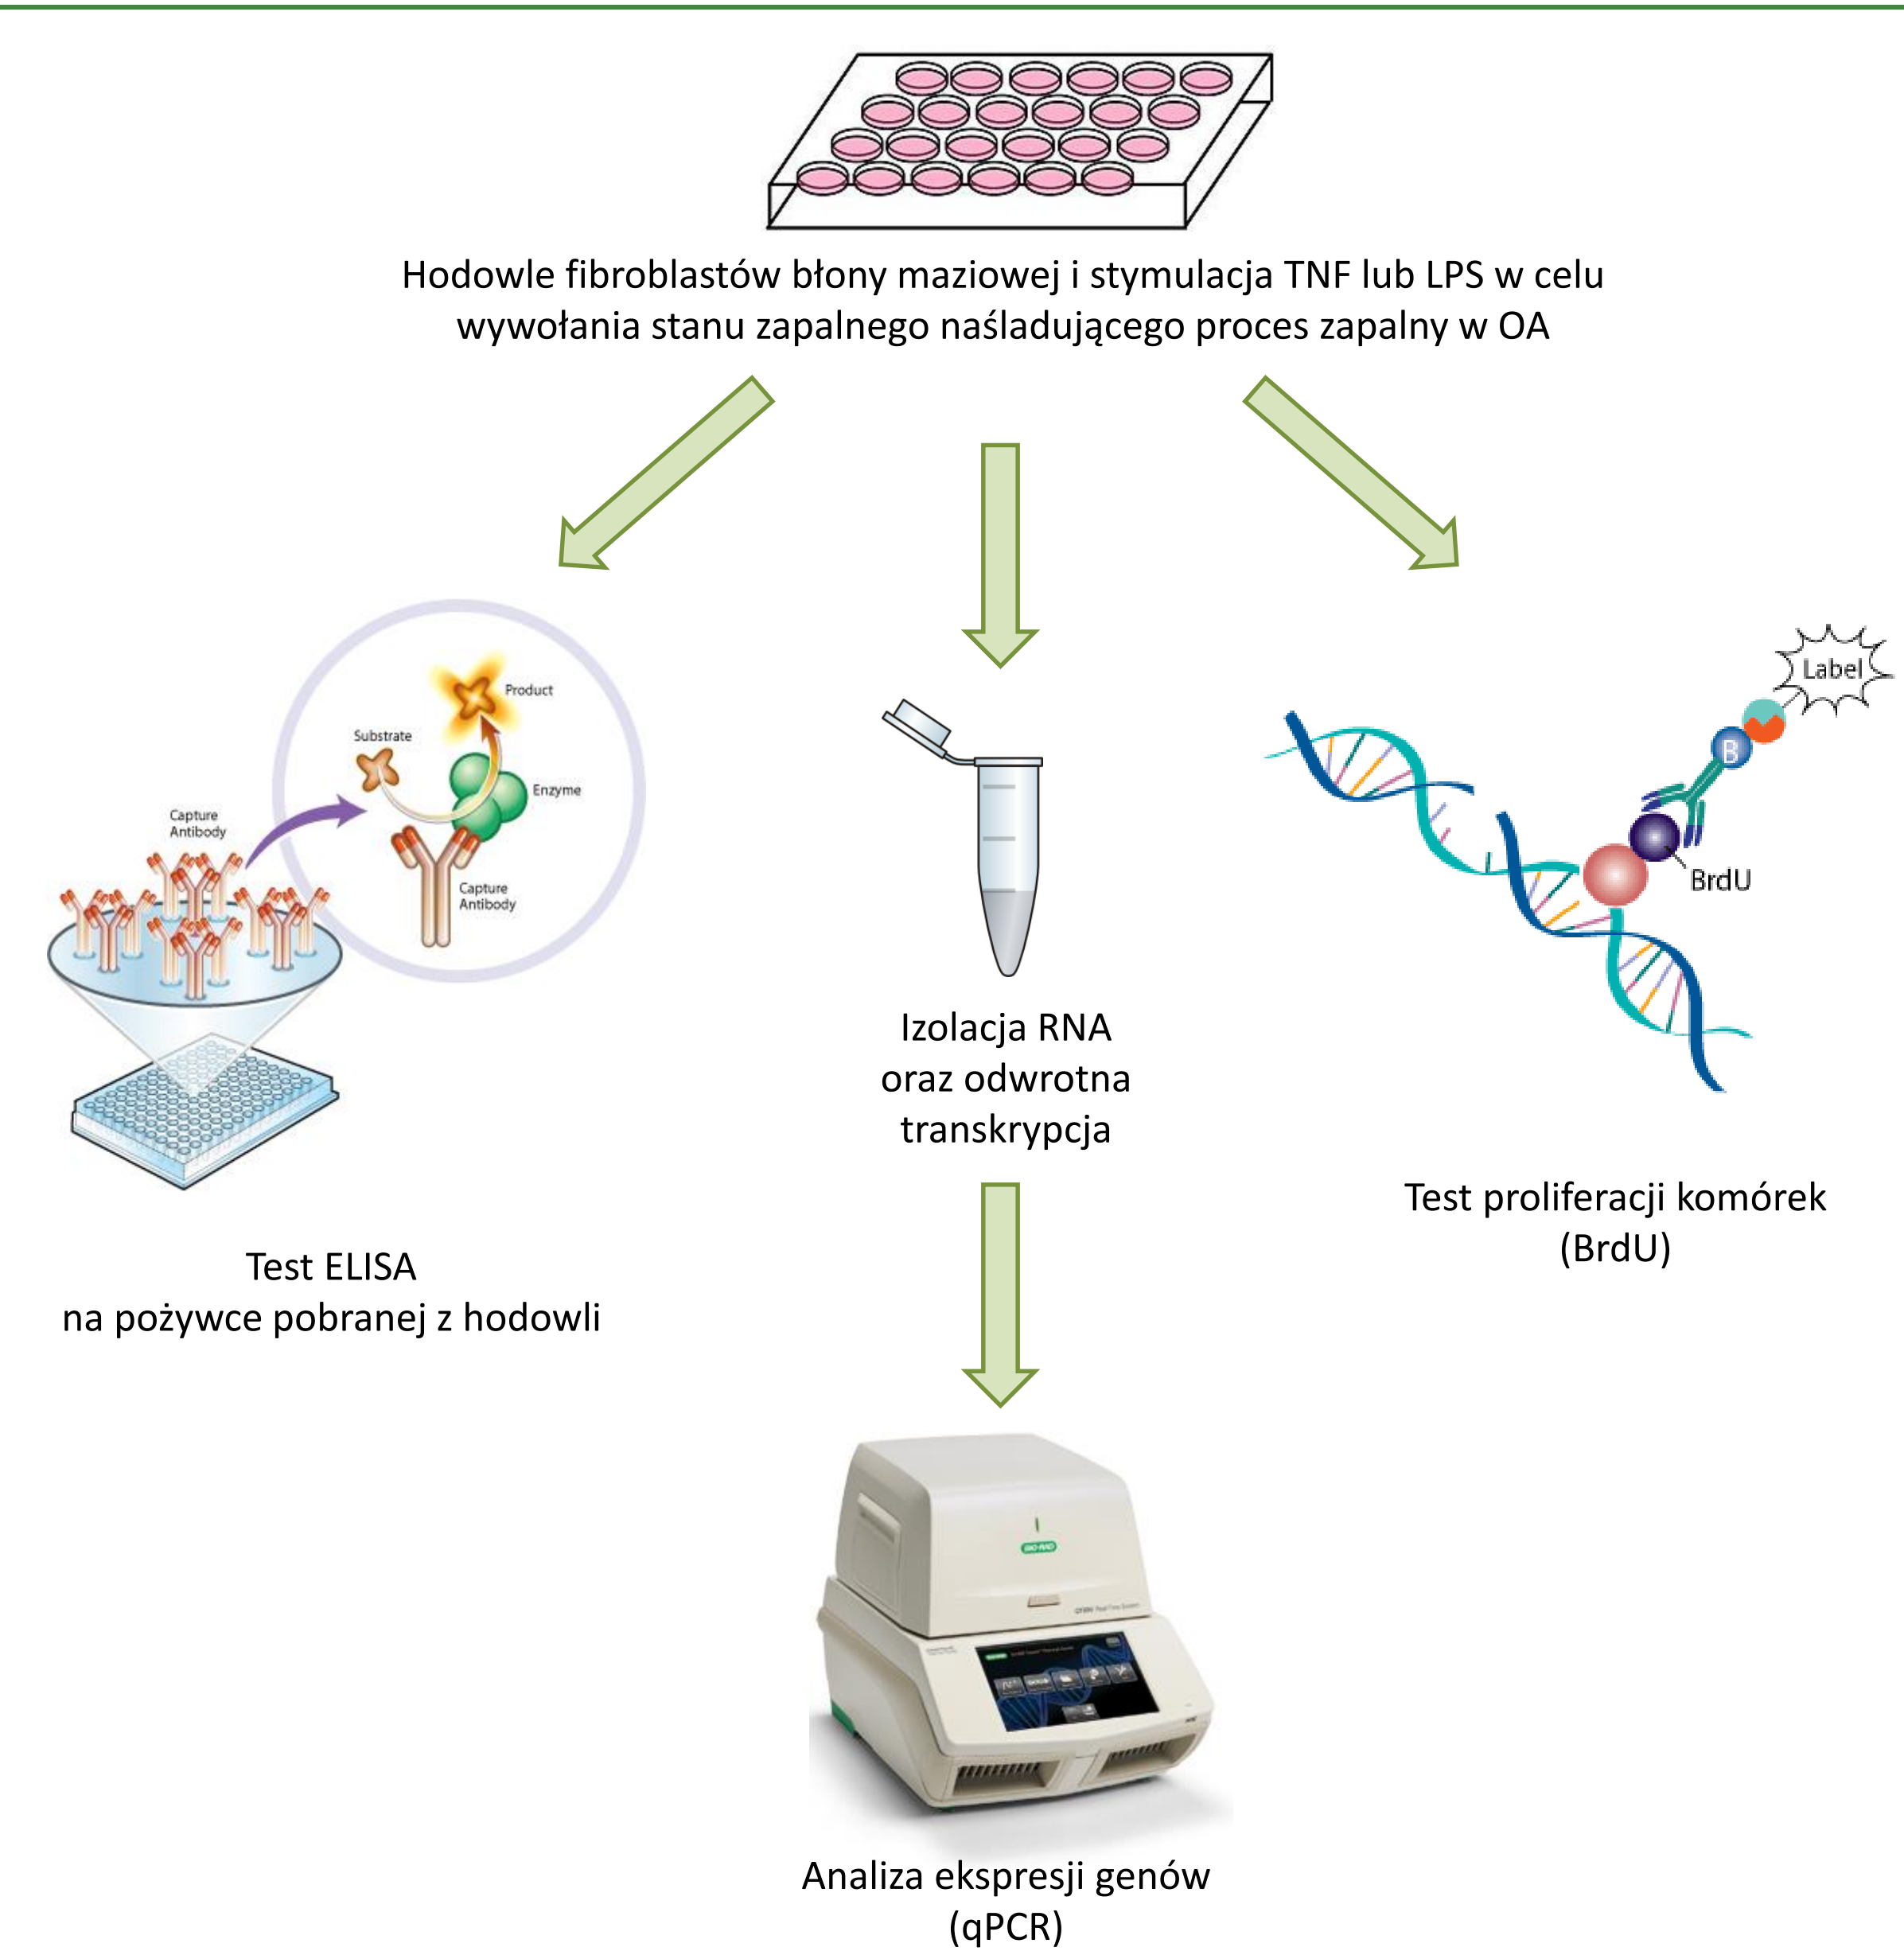 Hodowle fibroblastów błony maziowej i stymulacja TNF lub LPS w celu
wywołania stanu zapalnego naśladującego proces zapalny w OA
Product
Substrate
Enzyme
Capture
Antibody
Capture
Antibody
Label
B
BrdU
Izolacja RNA
oraz odwrotna
transkrypcja
Test proliferacji komórek
(BrdU)
Test ELISA
na pożywce pobranej z hodowli
BIO-RAD
Analiza ekspresji genów
(qPCR)